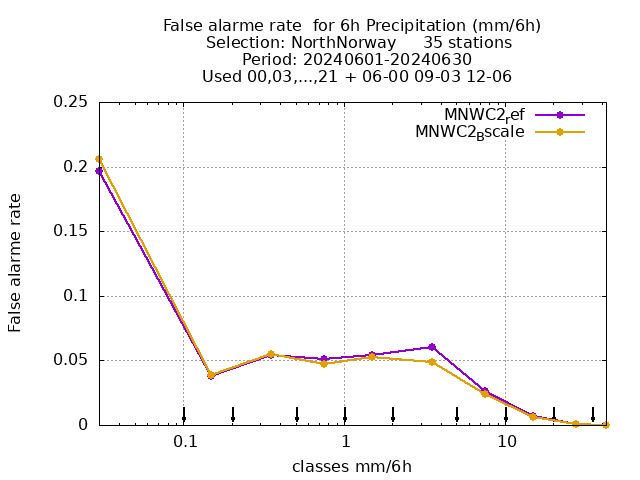 False alarme rate  for 6h Precipitation (mm/6h)
Selection: NorthNorway     35 stations
Period: 20240601-20240630
Used 00,03,...,21 + 06-00 09-03 12-06
MNWC2ref
MNWC2Bscale
False alarme rate
0.25
0.2
0.15
0.1
0.05
0
0.1 1 10
classes mm/6h